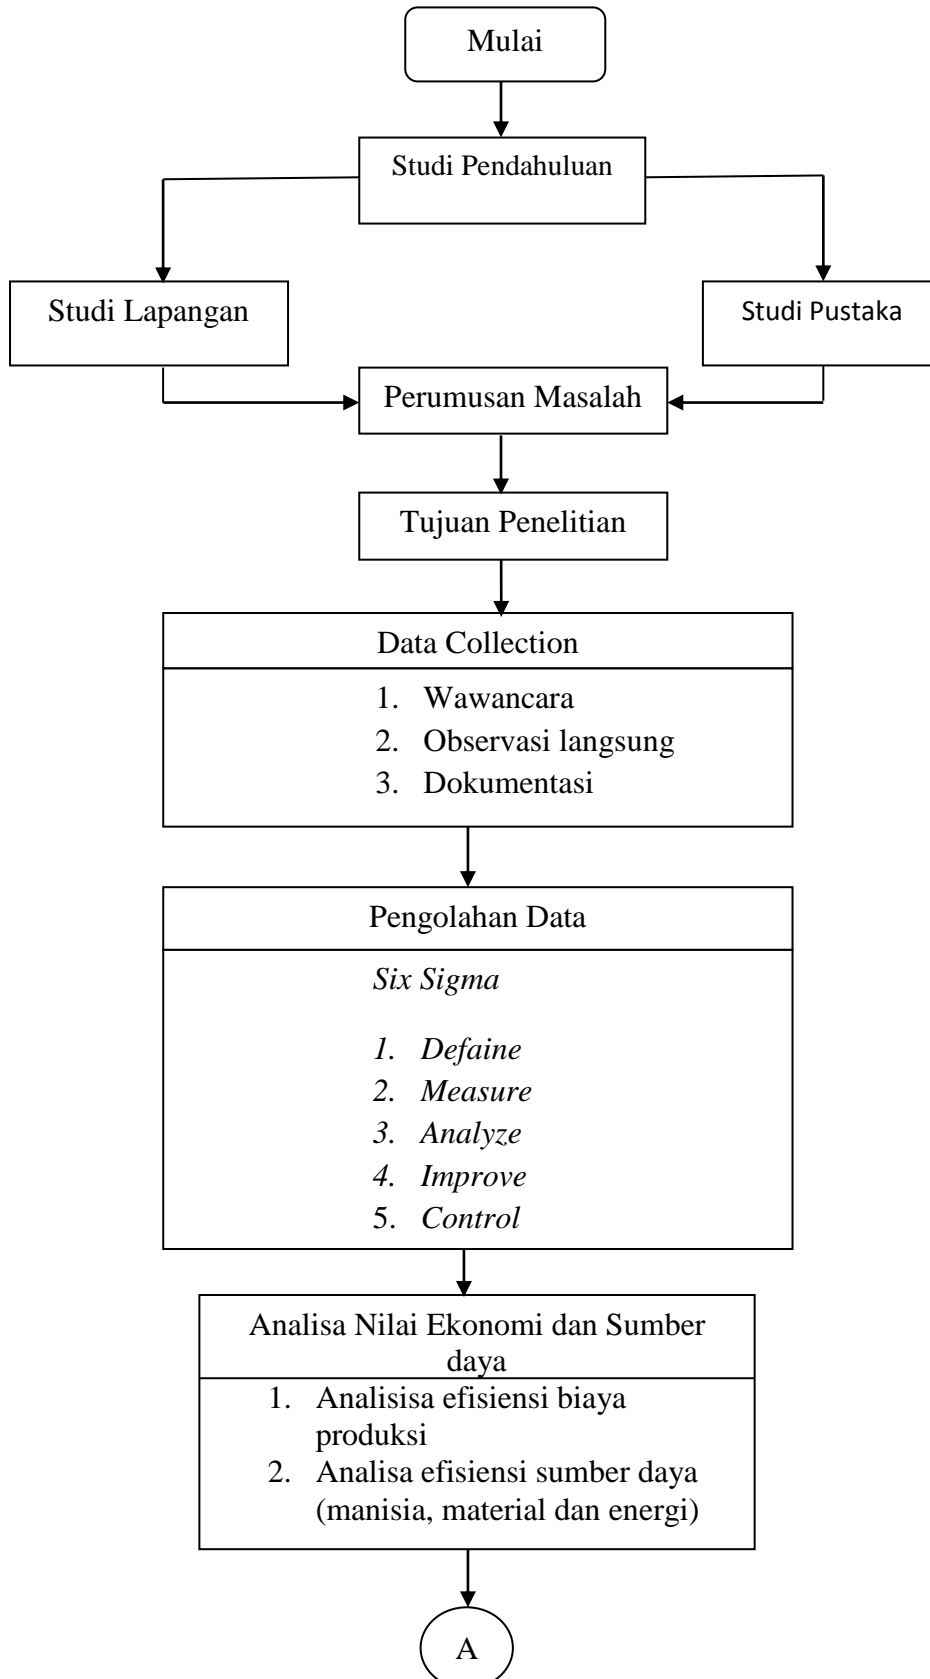 Mulai
Studi Pendahuluan
Studi Lapangan
Studi Pustaka
Perumusan Masalah
Tujuan Penelitian
Data Collection
1. Wawancara
2. Observasi langsung
3. Dokumentasi
Pengolahan Data
Six Sigma
1. Defaine
2. Measure
3. Analyze
4. Improve
5. Control
Analisa Nilai Ekonomi dan Sumber
daya
1. Analisisa efisiensi biaya
produksi
2. Analisa efisiensi sumber daya
(manisia, material dan energi)
A